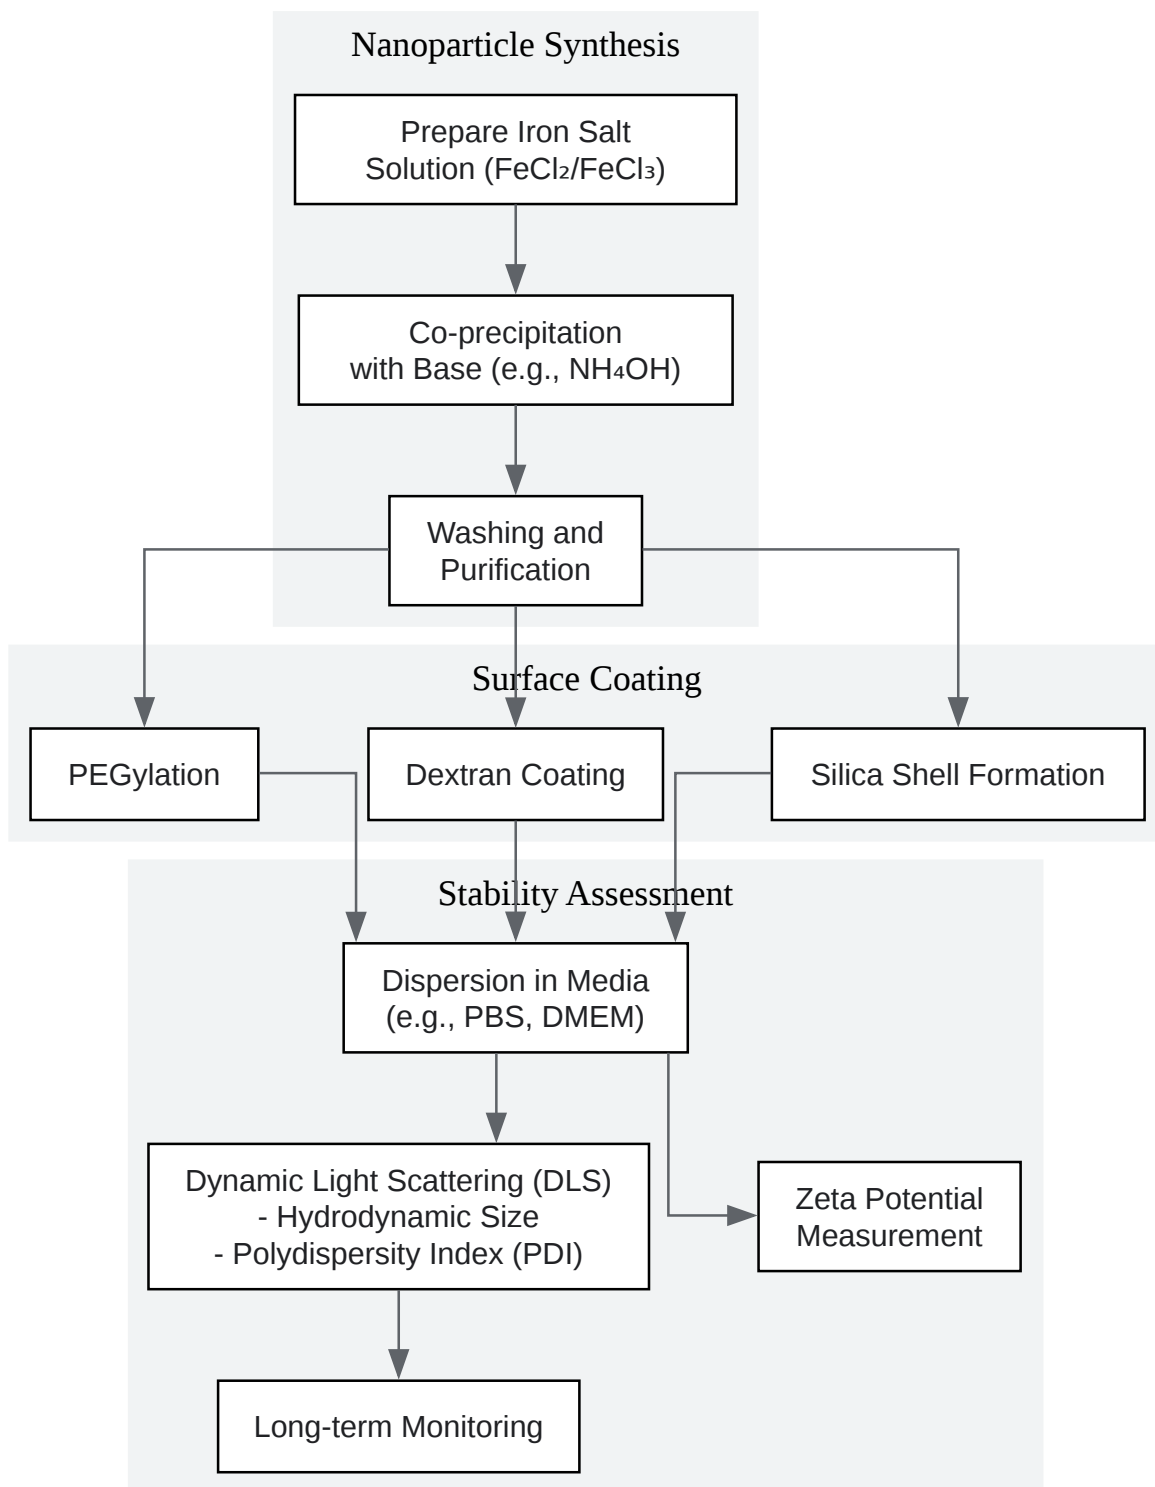 Nanoparticle Synthesis
Prepare Iron Salt
Solution (FeCl₂/FeCl₃)
Co-precipitation
with Base (e.g., NH₄OH)
Washing and
Purification
Surface Coating
PEGylation
Dextran Coating
Silica Shell Formation
Stability Assessment
Dispersion in Media
(e.g., PBS, DMEM)
Dynamic Light Scattering (DLS)
- Hydrodynamic Size
- Polydispersity Index (PDI)
Zeta Potential
Measurement
Long-term Monitoring